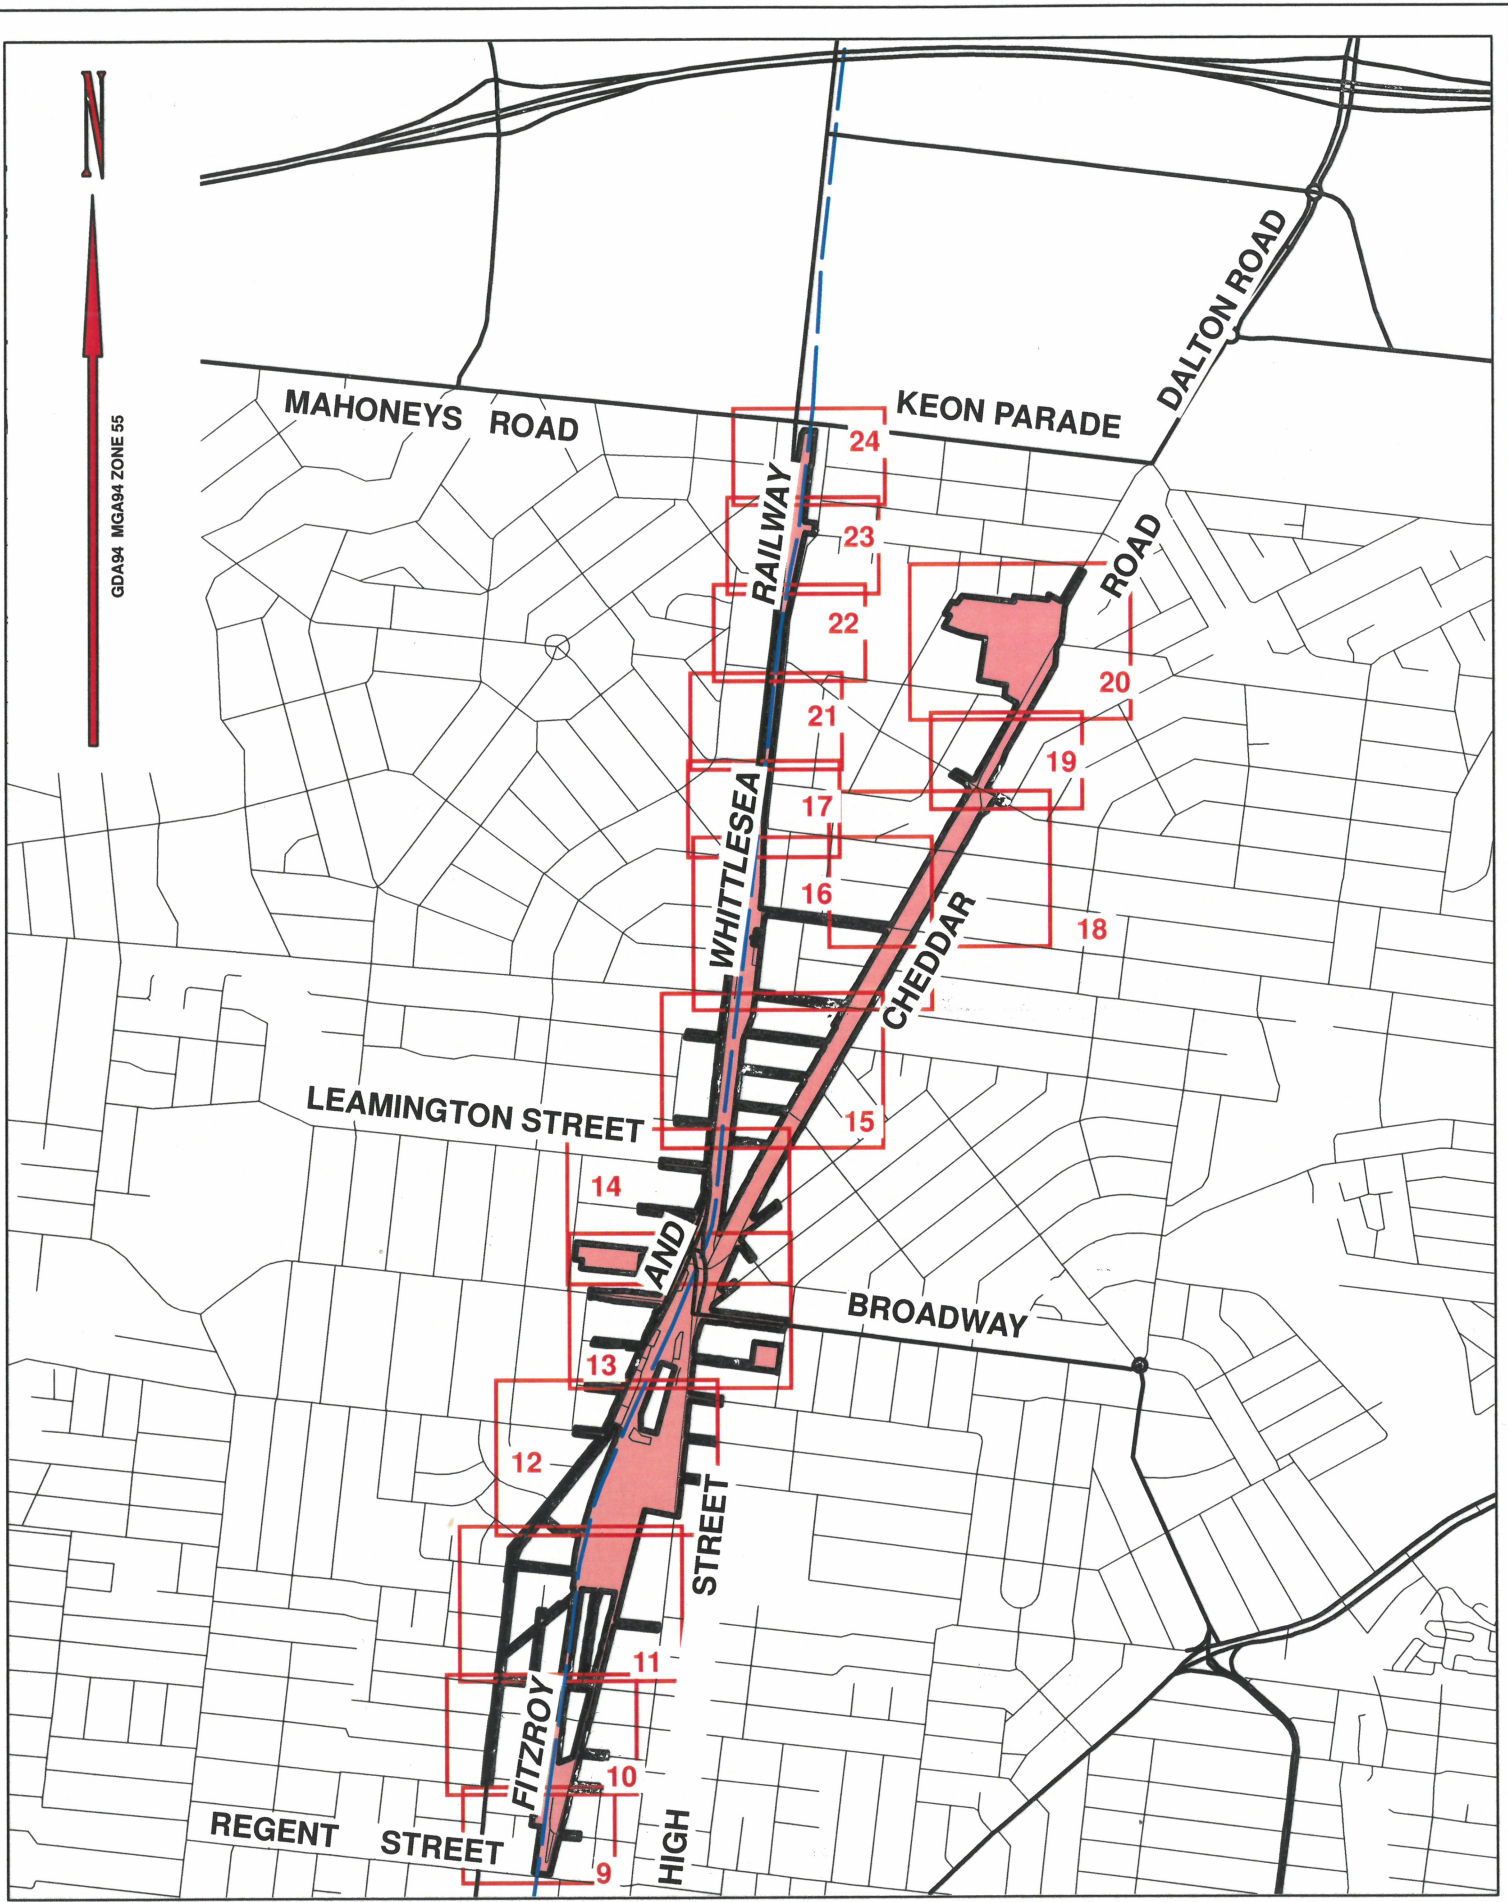 N
GDA94 MGA94 ZONE 55
DALTON ROAD
MAHONEYS ROAD
KEON PARADE
24
RAILWAY
23
ROAD
22
20
21
19
17
WHITTLESEA
16
18
CHEDDAR
LEAMINGTON STREET
15
14
AND
BROADWAY
13
12
STREET
11
FITZROY
10
REGENT STREET
HIGH
9